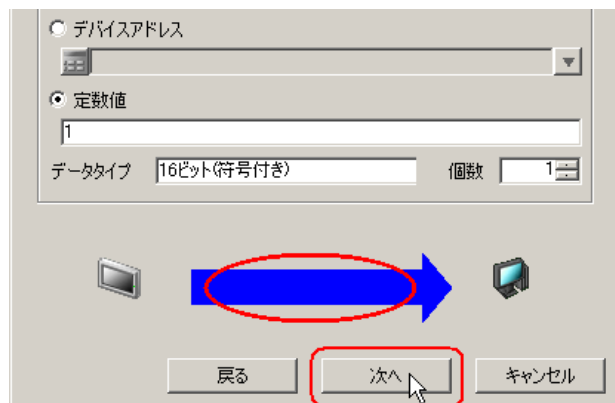 デバイスアドレス
定数値
1
データタイプ 16ビット(符号付き) 個数 1
戻る 次へ キャンセル